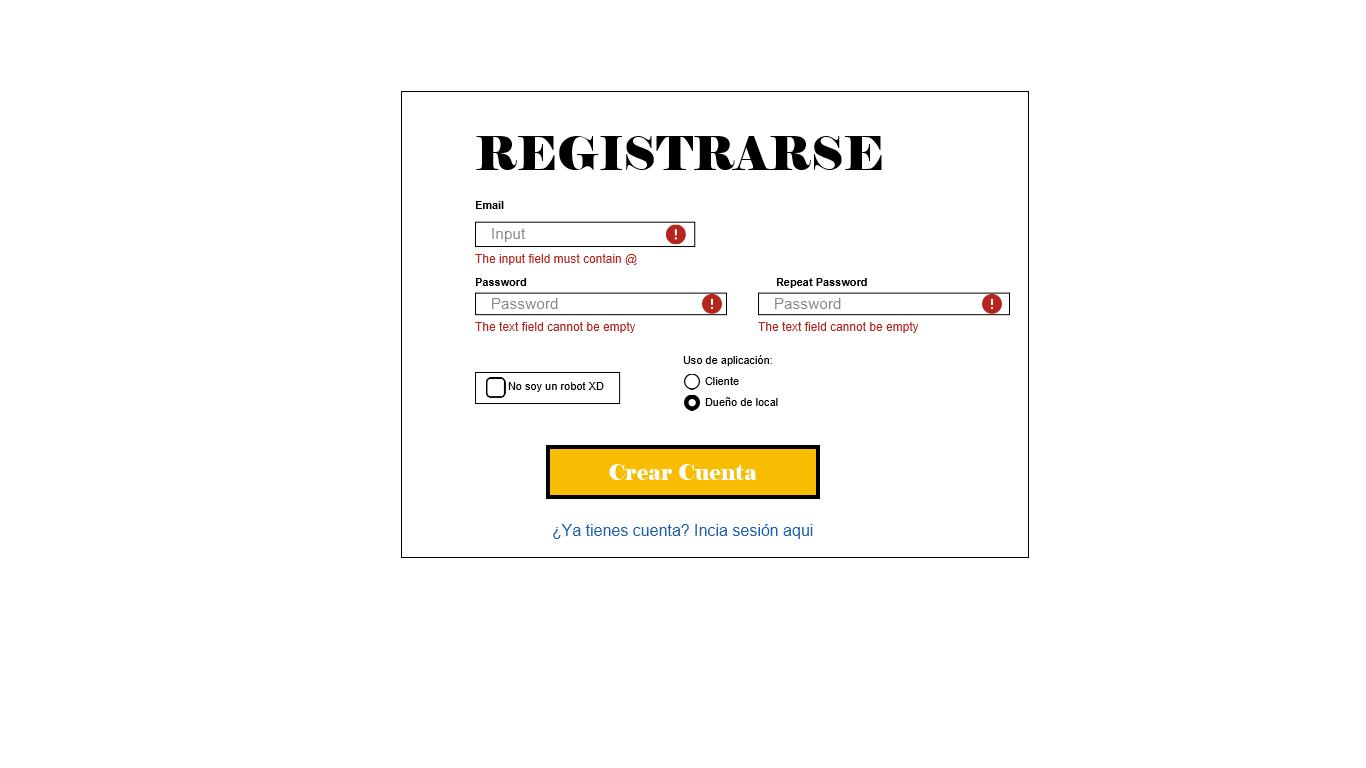 REGISTRARSE
Email
Input
The input field must contain @
Password
Repeat Password
Password
Password
The text field cannot be empty
The text field cannot be empty
Uso de aplicación:
No soy un robot XD
Cliente
Dueño de local
Crear Cuenta
¿Ya tienes cuenta? Incia sesión aqui